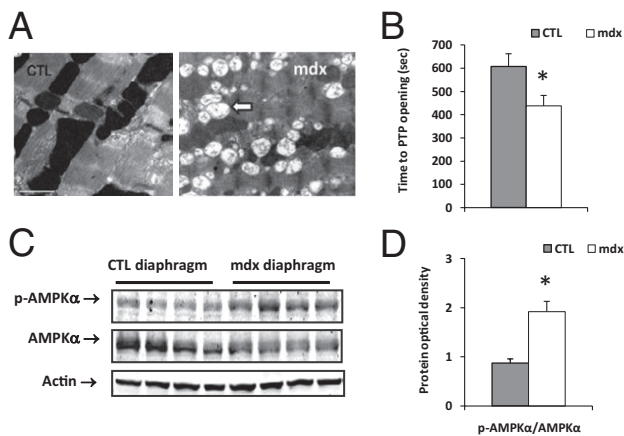 A
CTL
mdx
B
CTL mdx
Time to PTP opening (sec)
700
600
500
400
300
200
100
0
*
C
CTL diaphragm mdx diaphragm
p-AMPKα →
AMPKα →
Actin →
D
CTL mdx
Protein optical density
3
2
1
0
*
p-AMPKα/AMPKα